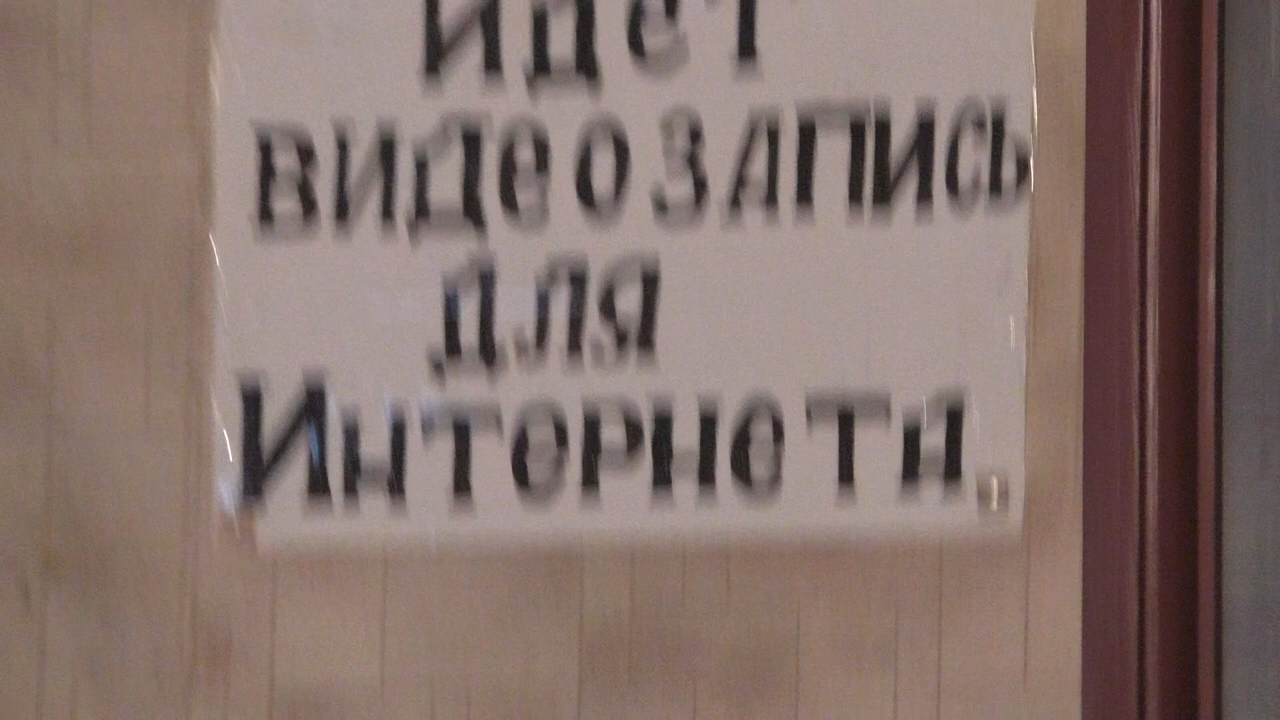 Идет
видеозапись
для
Интернети